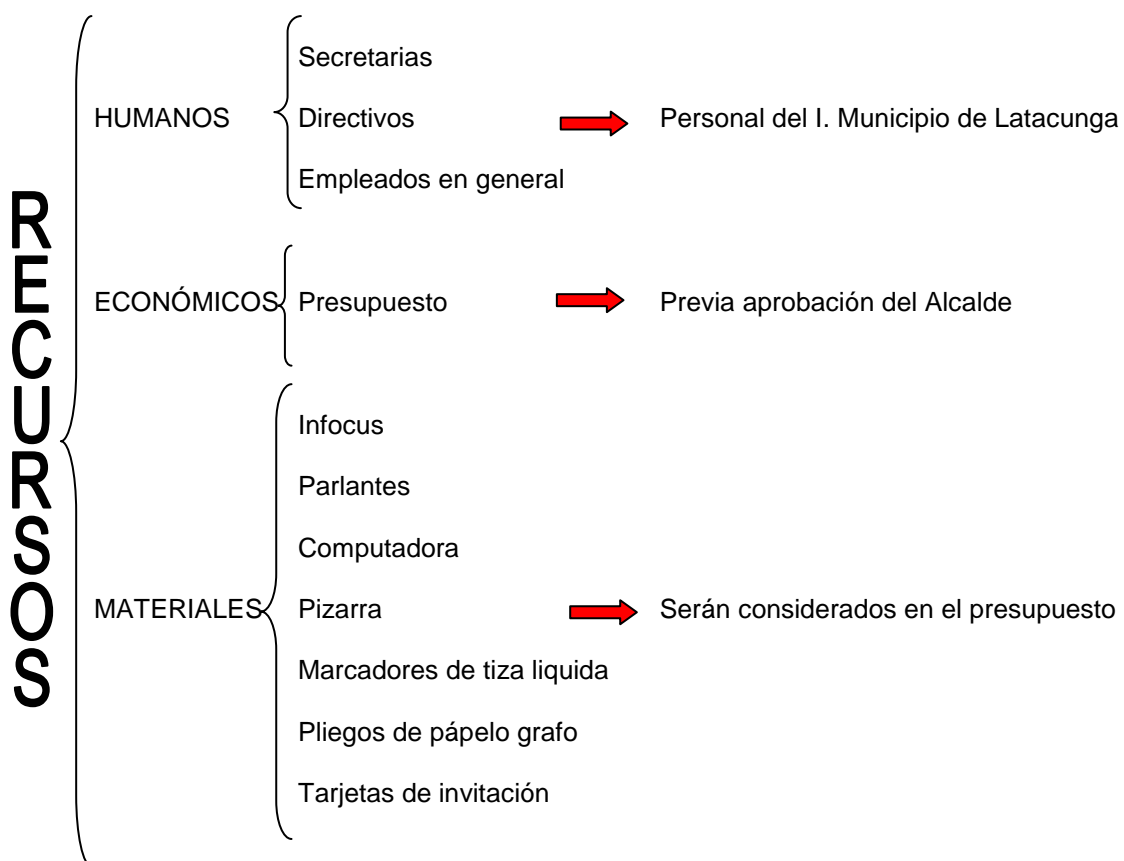 RECURSOS
HUMANOS
Secretarias
Directivos
Empleados en general
Personal del I. Municipio de Latacunga
ECONÓMICOS
Presupuesto
Previa aprobación del Alcalde
MATERIALES
Infocus
Parlantes
Computadora
Pizarra
Marcadores de tiza liquida
Pliegos de pápelo grafo
Tarjetas de invitación
Serán considerados en el presupuesto